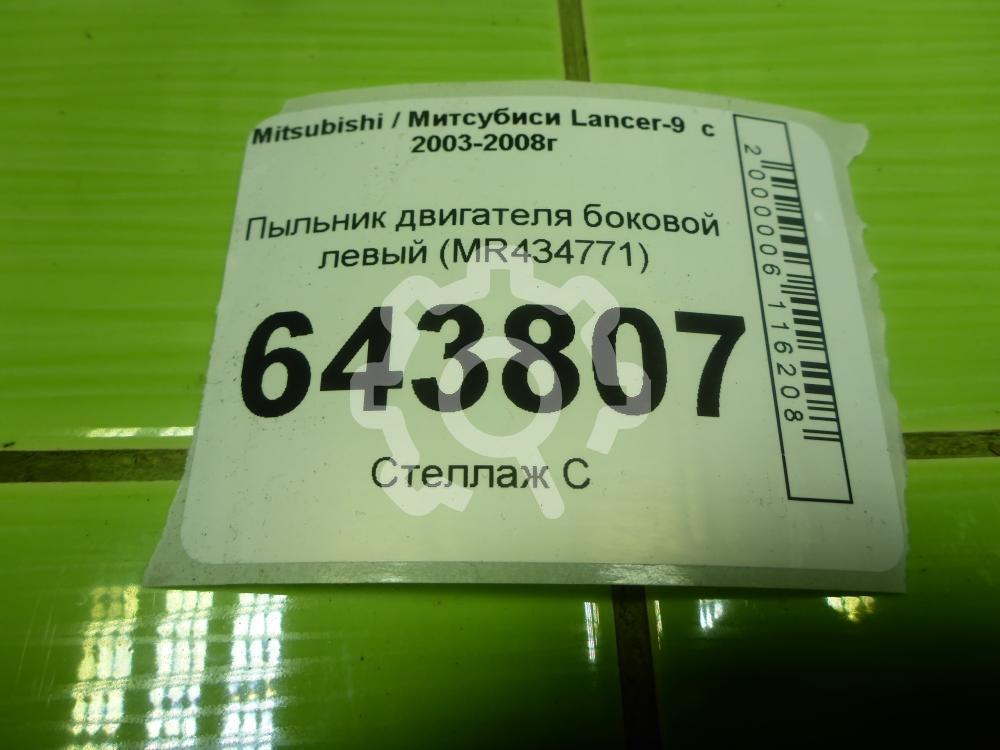 Mitsubishi / Митсубиси Lancer-9 с
2003-2008г
Пыльник двигателя боковой
левый (MR434771)
643807
Стеллаж С
2000006116208